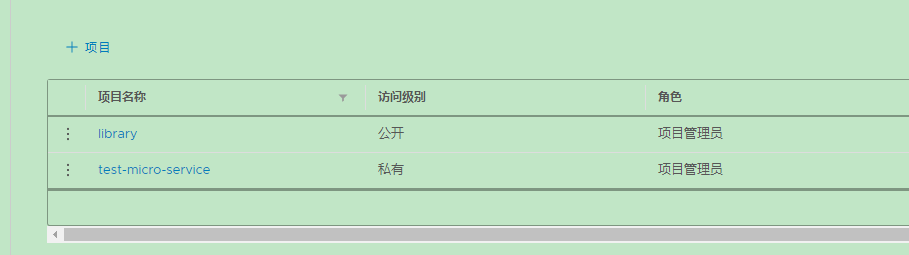 + 项目
项目名称 访问级别 角色
library 公开 项目管理员
test-micro-service 私有 项目管理员